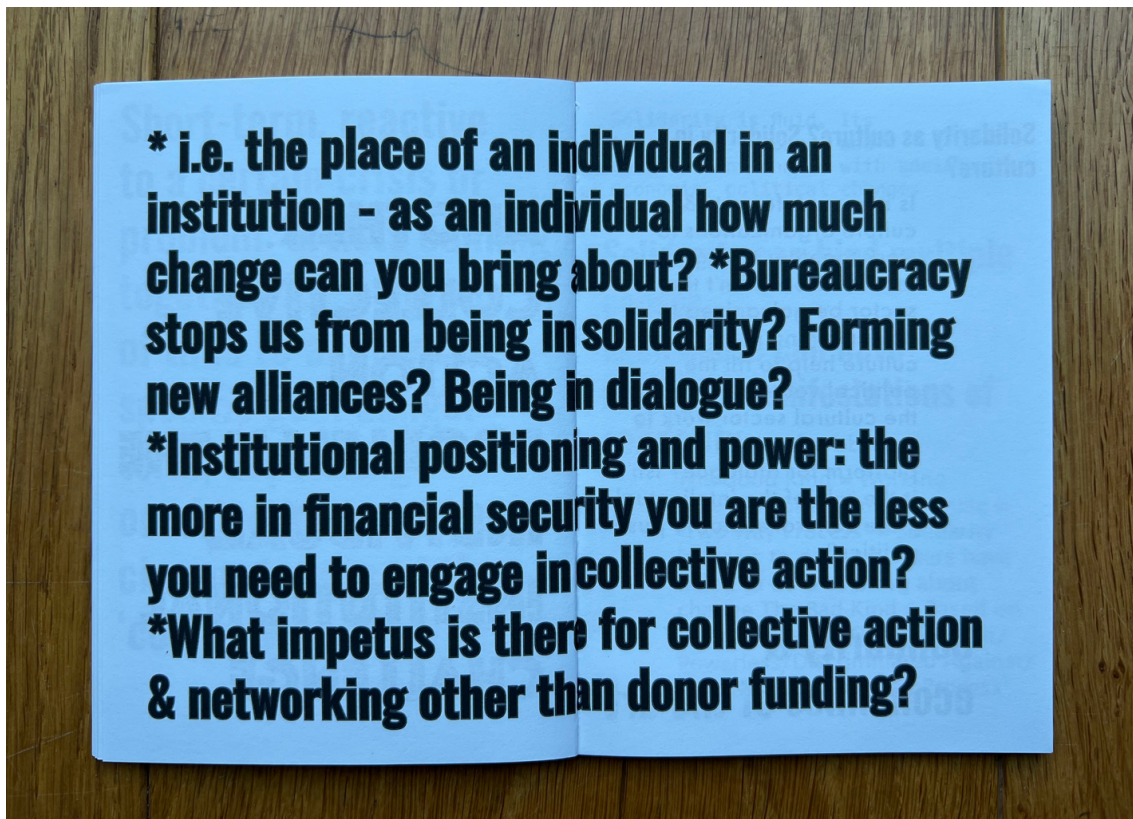 * i.e. the place of an individual in an
institution - as an individual how much
change can you bring about? *Bureaucracy
stops us from being in solidarity? Forming
new alliances? Being in dialogue?
*Institutional positioning and power: the
more in financial security you are the less
you need to engage in collective action?
*What impetus is there for collective action
& networking other than donor funding?